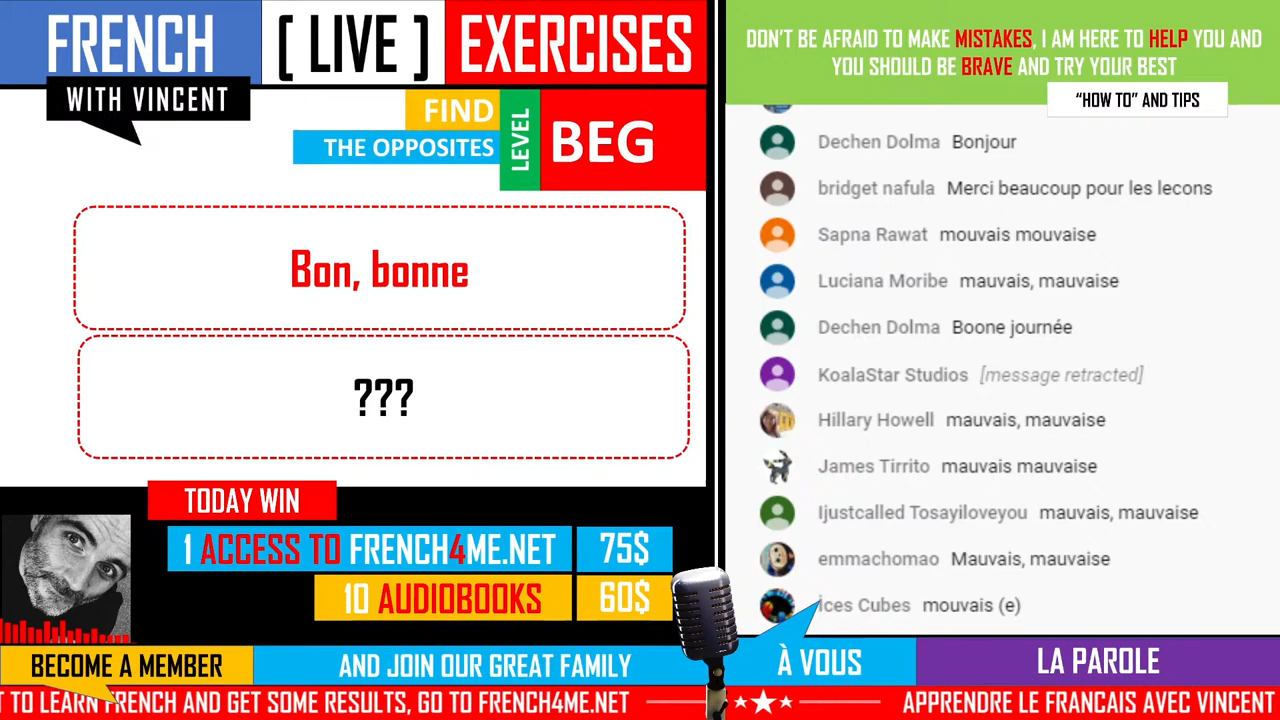 FRENCH [ LIVE ] EXERCISES
WITH VINCENT
FIND
THE OPPOSITES
LEVEL
BEG
Bon, bonne
???
TODAY WIN
1 ACCESS TO FRENCH4ME.NET 75$
10 AUDIOBOOKS 60$
BECOME A MEMBER
AND JOIN OUR GREAT FAMILY
DON'T BE AFRAID TO MAKE MISTAKES, I AM HERE TO HELP YOU AND
YOU SHOULD BE BRAVE AND TRY YOUR BEST
“HOW TO” AND TIPS
Dechen Dolma Bonjour
bridget nafula Merci beaucoup pour les lecons
Sapna Rawat mouvais mouvaise
Luciana Moribe mauvais, mauvaise
Dechen Dolma Boone journée
KoalaStar Studios [message retracted]
Hillary Howell mauvais, mauvaise
James Tirrito mauvais mauvaise
Ijustcalled Tosayiloveyou mauvais, mauvaise
emmachomao Mauvais, mauvaise
ices Cubes mouvais (e)
À VOUS
LA PAROLE
T TO LEARN FRENCH AND GET SOME RESULTS, GO TO FRENCH4ME.NET
APPRENDRE LE FRANCAIS AVEC VINCENT